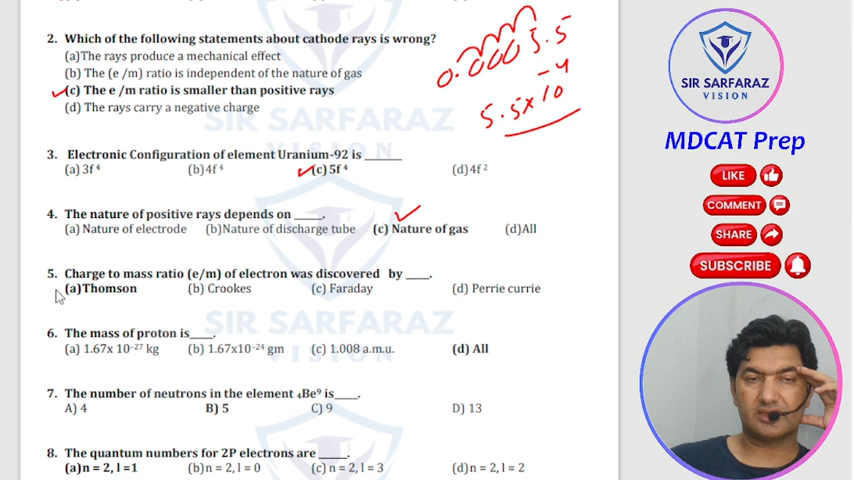 2. Which of the following statements about cathode rays is wrong?
(a)The rays produce a mechanical effect
(b) The (e /m) ratio is independent of the nature of gas
(c) The e /m ratio is smaller than positive rays
(d) The rays carry a negative charge
0.0005.5
5.5x10⁻⁴
3. Electronic Configuration of element Uranium-92 is ______
(a) 3f⁴ (b)4f⁴ (c) 5f⁴ (d)4f²
4. The nature of positive rays depends on ____.
(a) Nature of electrode (b)Nature of discharge tube (c) Nature of gas (d)All
5. Charge to mass ratio (e/m) of electron was discovered by ____.
(a)Thomson (b) Crookes (c) Faraday (d) Perrie currie
6. The mass of proton is____.
(a) 1.67x 10⁻²⁷ kg (b) 1.67x10⁻²⁴ gm (c) 1.008 a.m.u. (d) All
7. The number of neutrons in the element ₄Be⁹ is____.
A) 4 B) 5 C) 9 D) 13
8. The quantum numbers for 2P electrons are_____.
(a)n = 2, l =1 (b)n = 2, l = 0 (c) n = 2, l = 3 (d)n = 2, l = 2
SIR SARFARAZ
VISION
SIR SARFARAZ
VISION
SIR SARFARAZ
VISION
MDCAT Prep
LIKE
COMMENT
SHARE
SUBSCRIBE